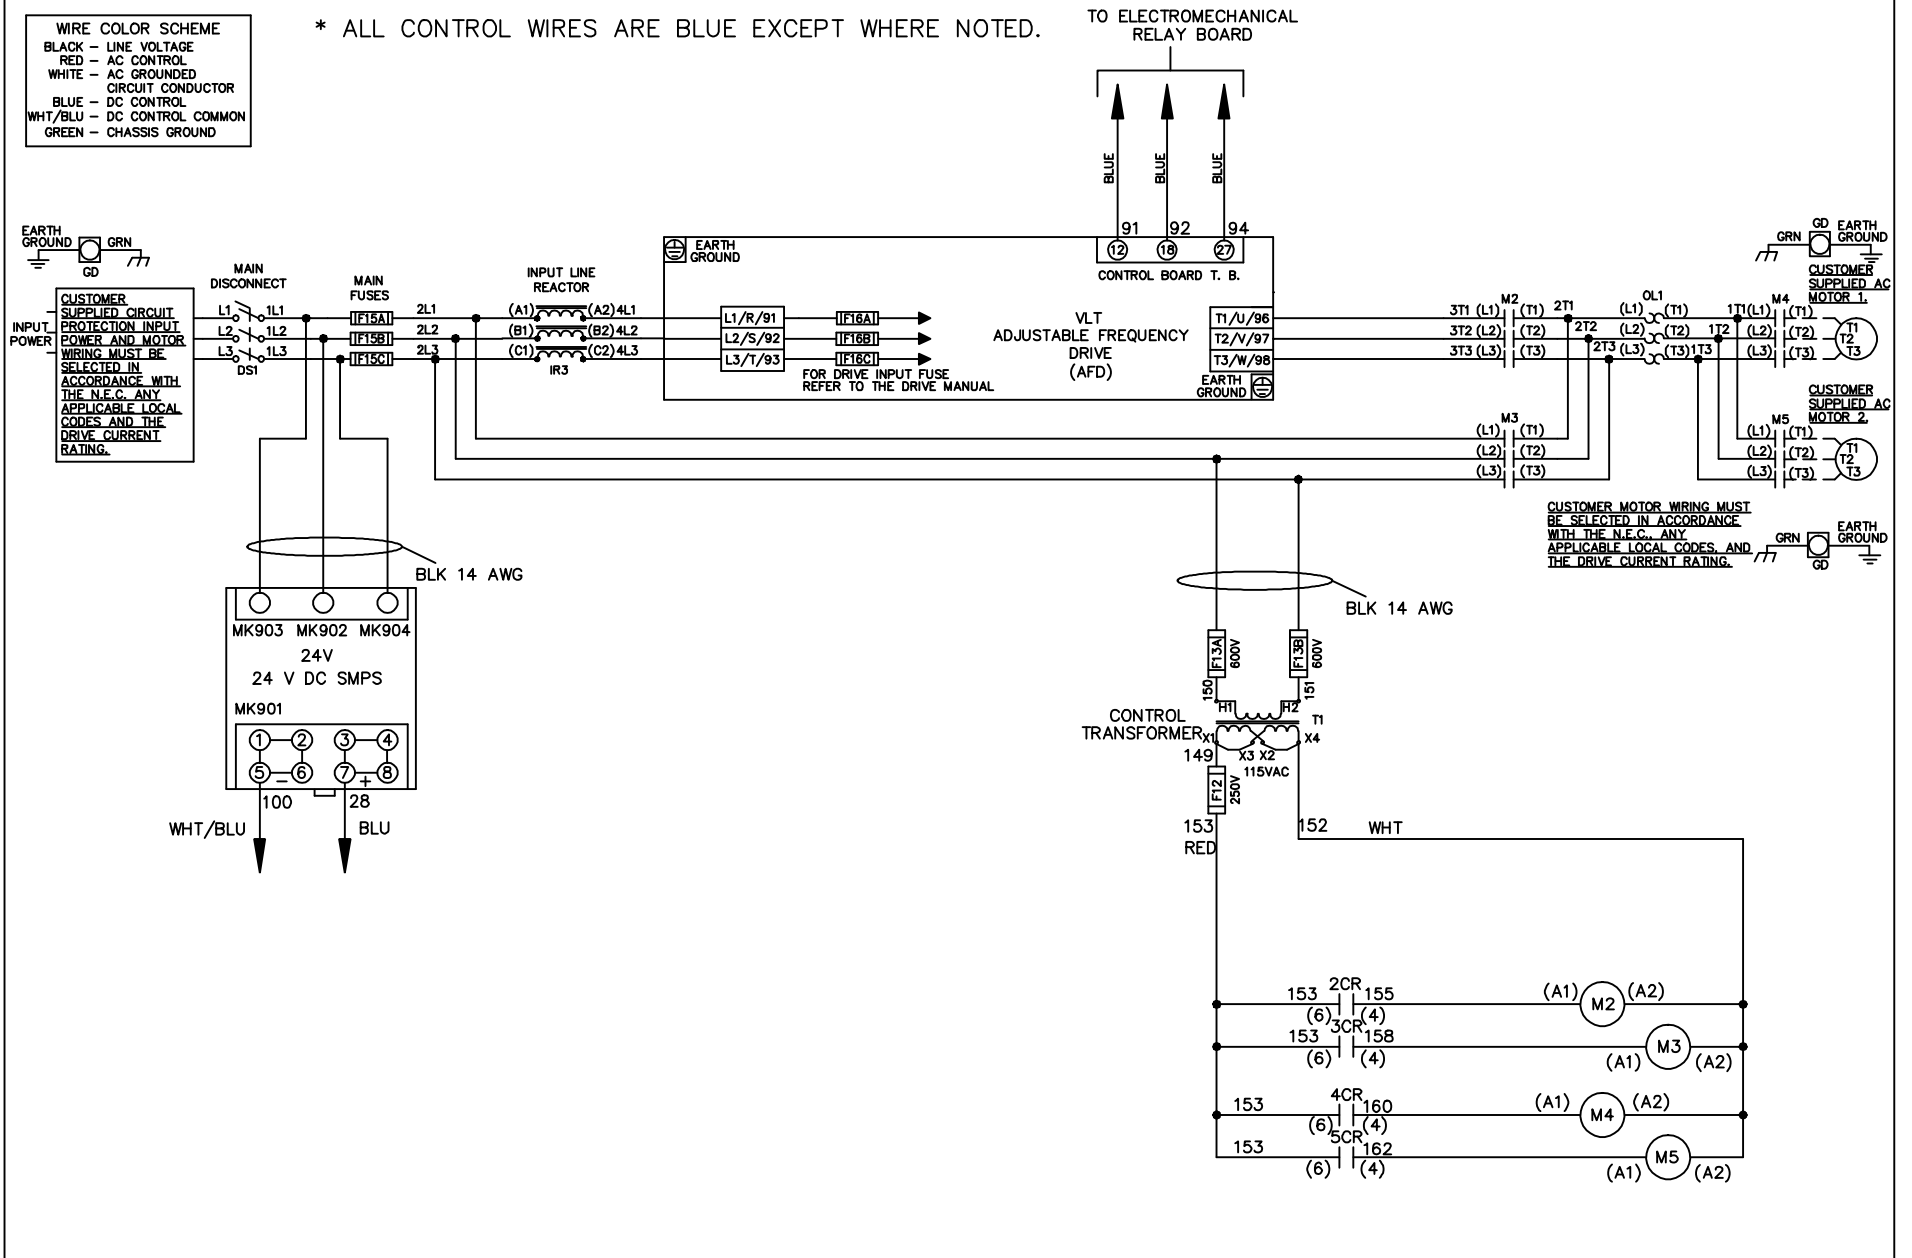 WIRE COLOR SCHEME
BLACK – LINE VOLTAGE
RED – AC CONTROL
WHITE – AC GROUNDED
CIRCUIT CONDUCTOR
BLUE – DC CONTROL
WHT/BLU – DC CONTROL COMMON
GREEN – CHASSIS GROUND
* ALL CONTROL WIRES ARE BLUE EXCEPT WHERE NOTED.
TO ELECTROMECHANICAL
RELAY BOARD
BLUE
BLUE
BLUE
91 92 94
12 18 27
CONTROL BOARD T. B.
EARTH
GROUND
GRN
GD
INPUT
POWER
CUSTOMER
SUPPLIED CIRCUIT
PROTECTION INPUT
POWER AND MOTOR
WIRING MUST BE
SELECTED IN
ACCORDANCE WITH
THE N.E.C. ANY
APPLICABLE LOCAL
CODES AND THE
DRIVE CURRENT
RATING.
MAIN
DISCONNECT
L1 1L1
L2 1L2
L3 1L3
DS1
MAIN
FUSES
F15A
F15B
F15C
2L1
2L2
2L3
INPUT LINE
REACTOR
(A1) (A2) 4L1
(B1) (B2) 4L2
(C1) (C2) 4L3
IR3
EARTH
GROUND
L1/R/91
L2/S/92
L3/T/93
F16A
F16B
F16C
FOR DRIVE INPUT FUSE
REFER TO THE DRIVE MANUAL
VLT
ADJUSTABLE FREQUENCY
DRIVE
(AFD)
T1/U/96
T2/V/97
T3/W/98
EARTH
GROUND
M2
3T1 (L1) (T1) 2T1
3T2 (L2) (T2) 2T2
3T3 (L3) (T3) 2T3
OL1
(L1) (T1) 1T1
(L2) (T2) 1T2
(L3) (T3) 1T3
M4
(L1) (T1)
(L2) (T2)
(L3) (T3)
GD
EARTH
GROUND
GRN
CUSTOMER
SUPPLIED AC
MOTOR 1.
T1
T2
T3
M3
(L1) (T1)
(L2) (T2)
(L3) (T3)
CUSTOMER
SUPPLIED AC
MOTOR 2.
M5
(L1) (T1)
(L2) (T2)
(L3) (T3)
T1
T2
T3
CUSTOMER MOTOR WIRING MUST
BE SELECTED IN ACCORDANCE
WITH THE N.E.C., ANY
APPLICABLE LOCAL CODES, AND
THE DRIVE CURRENT RATING.
GRN
EARTH
GROUND
GD
BLK 14 AWG
MK903 MK902 MK904
24V
24 V DC SMPS
MK901
1 2 3 4
5 6 7 8
– +
100 28
WHT/BLU BLU
BLK 14 AWG
F13A 600V
F13B 600V
150 151
H1 H2
T1
CONTROL
TRANSFORMER
X1 X3 X2 X4
149
115VAC
F12 250V
153
RED
152 WHT
2CR
153 155 (A1) M2 (A2)
(6) (4)
3CR
153 158 M3
(6) (4) (A1) (A2)
4CR
153 160 (A1) M4 (A2)
(6) (4)
5CR
153 162 M5
(6) (4) (A1) (A2)